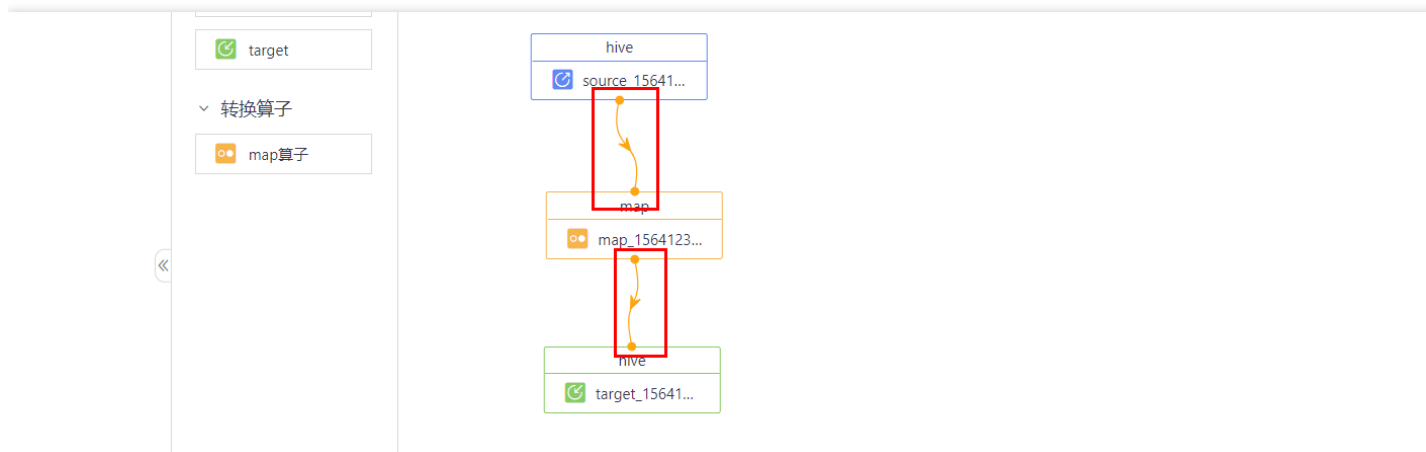 target
转换算子
map算子
hive
source_15641...
map
map_1564123...
hive
target_15641...